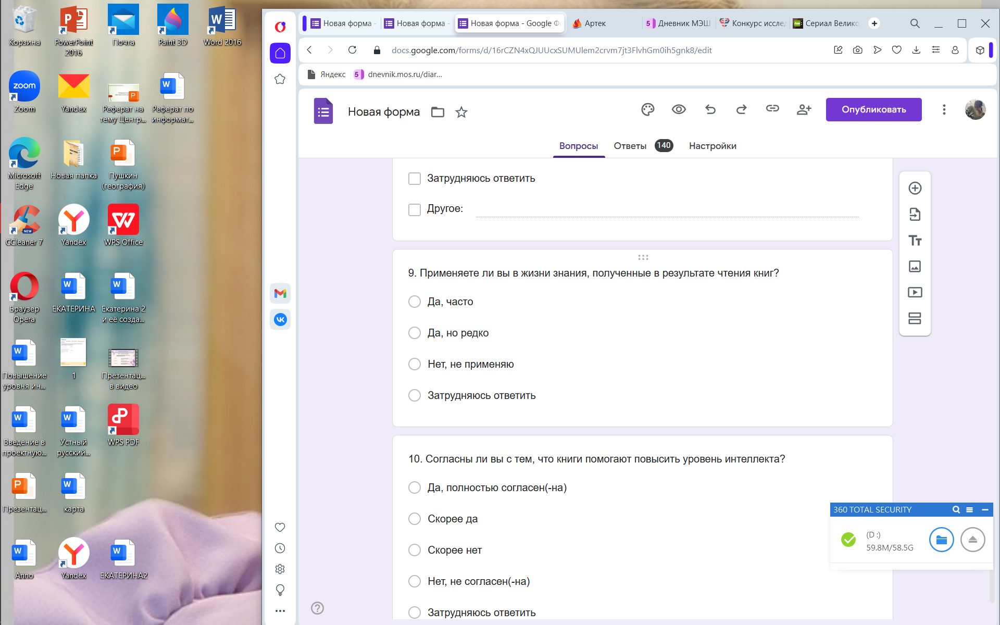 Корзина
PowerPoint 2016
Почта
Paint 3D
Word 2016
Zoom
Yandex
Реферат на тему Центр...
Реферат по информат...
Microsoft Edge
Новая папка
Пушкин (география)
CCleaner 7
Yandex
WPS Office
Браузер Opera
ЕКАТЕРИНА
Екатерина 2 и её созда...
Повышение уровня ин...
1
Презентац... в видео
Введение в проектную...
Устный русский...
WPS PDF
Презентац...
карта
Anno
Yandex
ЕКАТЕРИНА2
Новая форма -
Новая форма -
Новая форма - Google Ф
Артек
Дневник МЭШ
Конкурс иссле
Сериал Велико
docs.google.com/forms/d/16rCZN4xQJUUcxSUMUlem2crvm7jt3FlvhGm0ih5gnk8/edit
Яндекс
dnevnik.mos.ru/diar...
Новая форма
Опубликовать
Вопросы
Ответы 140
Настройки
Затрудняюсь ответить
Другое:
9. Применяете ли вы в жизни знания, полученные в результате чтения книг?
Да, часто
Да, но редко
Нет, не применяю
Затрудняюсь ответить
10. Согласны ли вы с тем, что книги помогают повысить уровень интеллекта?
Да, полностью согласен(-на)
Скорее да
Скорее нет
Нет, не согласен(-на)
Затрудняюсь ответить
360 TOTAL SECURITY
(D :)
59.8M/58.5G